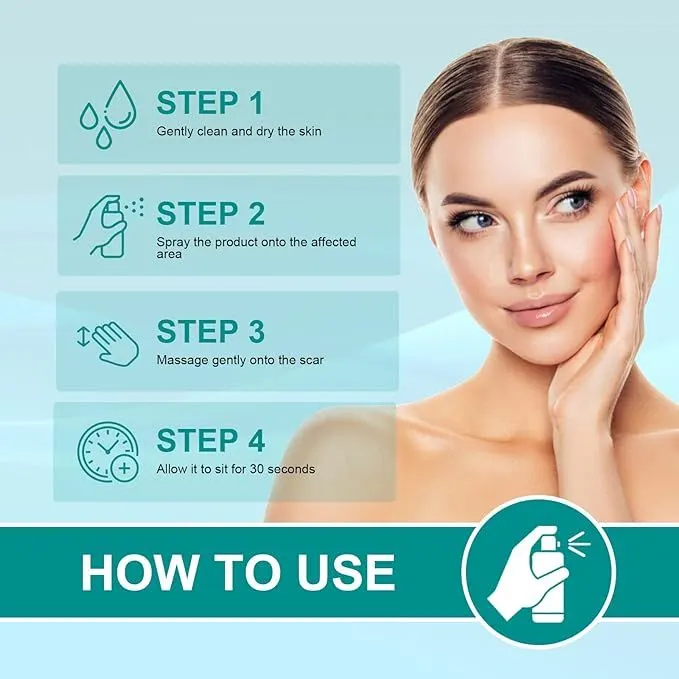 STEP 1
Gently clean and dry the skin
STEP 2
Spray the product onto the affected
area
STEP 3
Massage gently onto the scar
STEP 4
Allow it to sit for 30 seconds
HOW TO USE